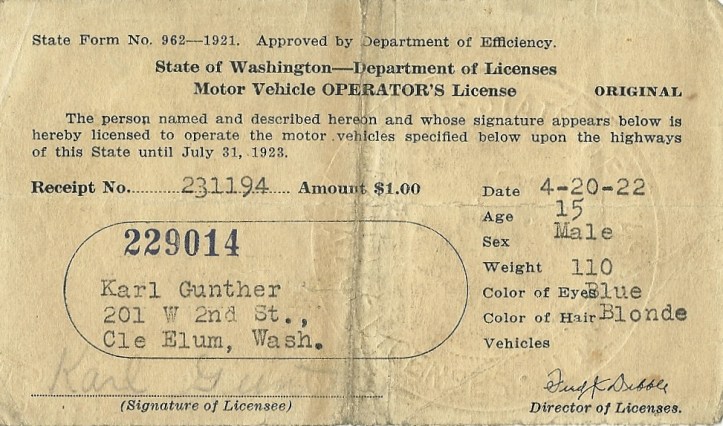 State Form No. 962—1921. Approved by Department of Efficiency.
State of Washington—Department of Licenses
Motor Vehicle OPERATOR'S License ORIGINAL
The person named and described hereon and whose signature appears below is
hereby licensed to operate the motor vehicles specified below upon the highways
of this State until July 31, 1923.
Receipt No. 231194 Amount $1.00
Date 4-20-22
Age 15
Sex Male
Weight 110
Color of Eyes Blue
Color of Hair Blonde
Vehicles
229014
Karl Gunther
201 W 2nd St.,
Cle Elum, Wash.
Karl
(Signature of Licensee)
Director of Licenses.